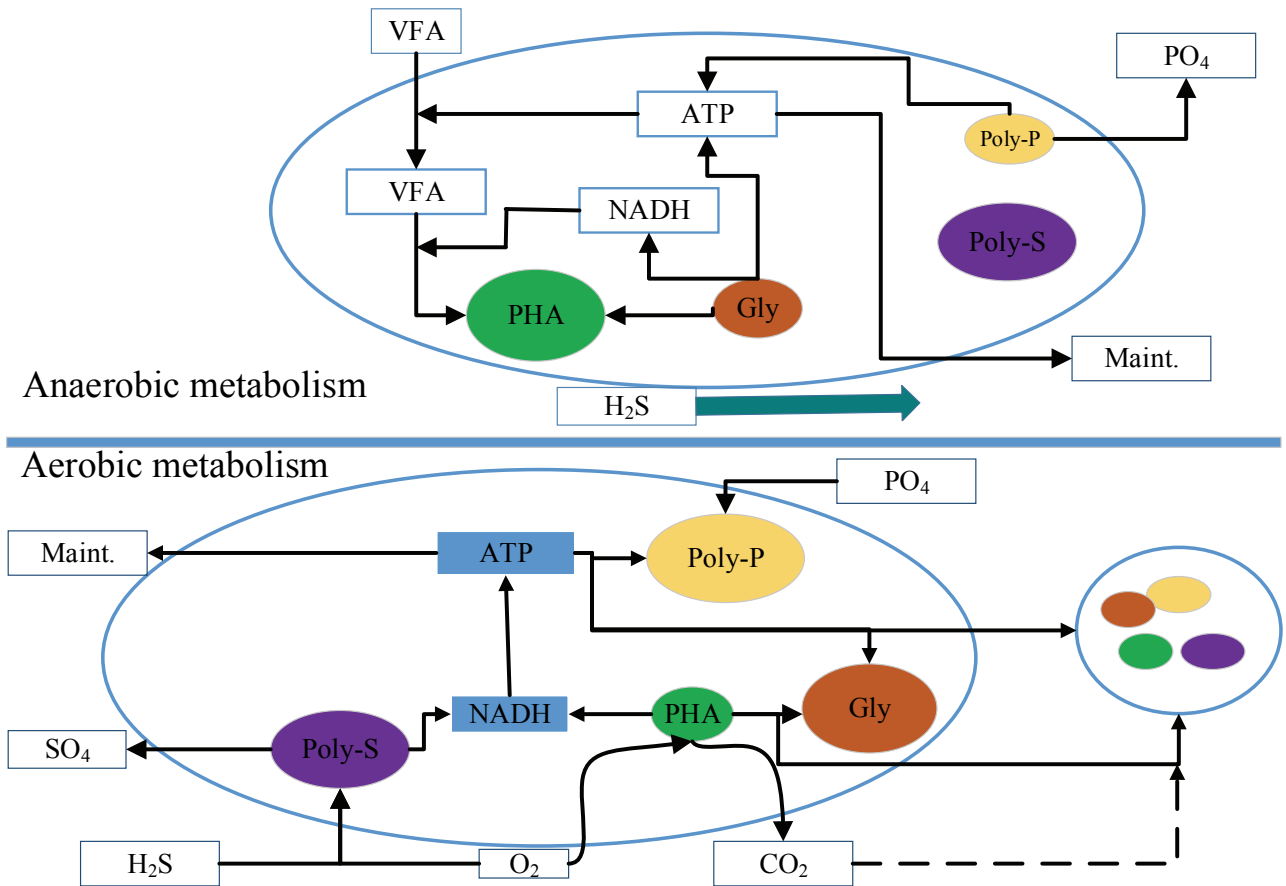 VFA
PO₄
ATP
Poly-P
VFA
NADH
Poly-S
PHA
Gly
Maint.
Anaerobic metabolism
H₂S
Aerobic metabolism
PO₄
Maint.
ATP
Poly-P
NADH
PHA
Gly
SO₄
Poly-S
H₂S
O₂
CO₂